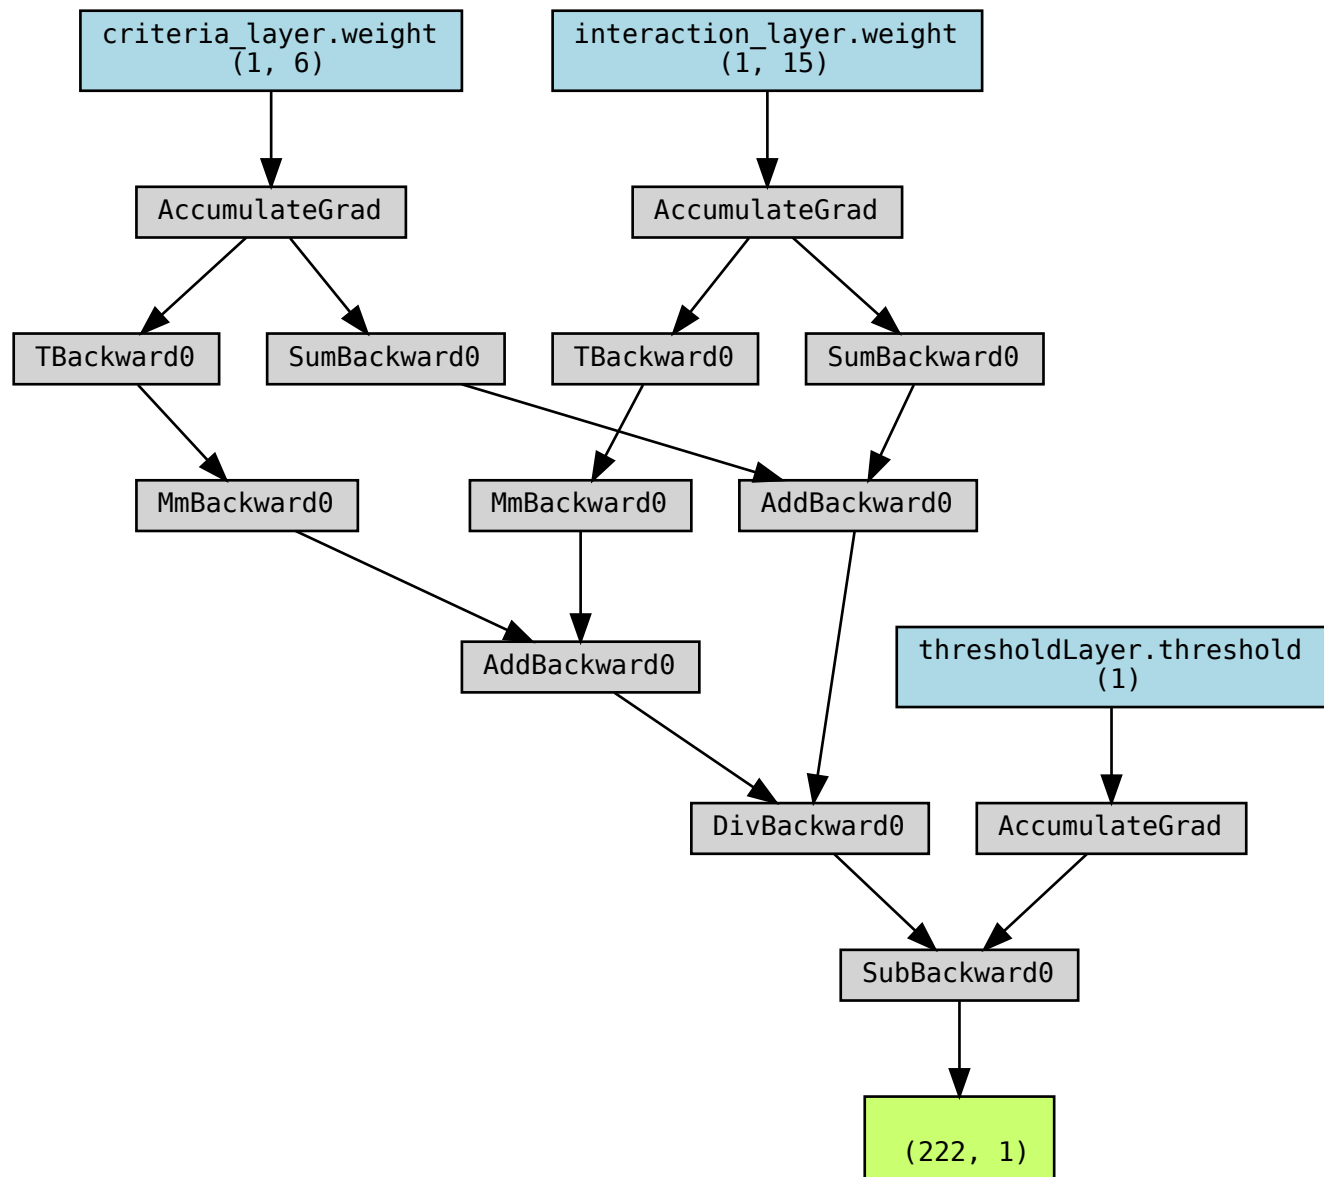 criteria_layer.weight
(1, 6)
interaction_layer.weight
(1, 15)
AccumulateGrad
AccumulateGrad
TBackward0
SumBackward0
TBackward0
SumBackward0
MmBackward0
MmBackward0
AddBackward0
AddBackward0
thresholdLayer.threshold
(1)
DivBackward0
AccumulateGrad
SubBackward0
(222, 1)